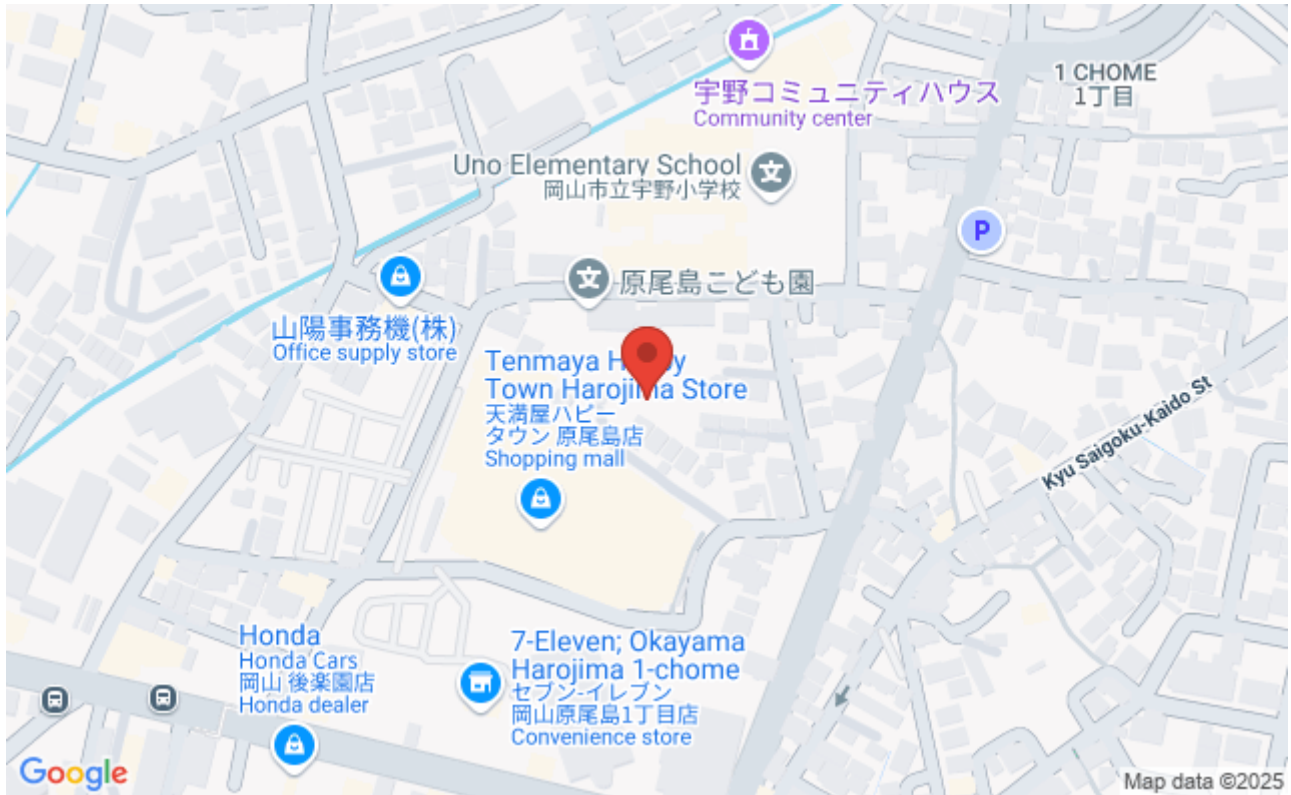 宇野コミュニティハウス
Community center
1 CHOME
1丁目
Uno Elementary School
岡山市立宇野小学校
文
P
文
原尾島こども園
山陽事務機(株)
Office supply store
Tenmaya H py
Town Harojima Store
天満屋ハピー
タウン 原尾島店
Shopping mall
Kyu Saigoku-Kaido St
Honda
Honda Cars
岡山 後楽園店
Honda dealer
7-Eleven; Okayama
Harojima 1-chome
セブン-イレブン
岡山原尾島1丁目店
Convenience store
Google
Map data ©2025